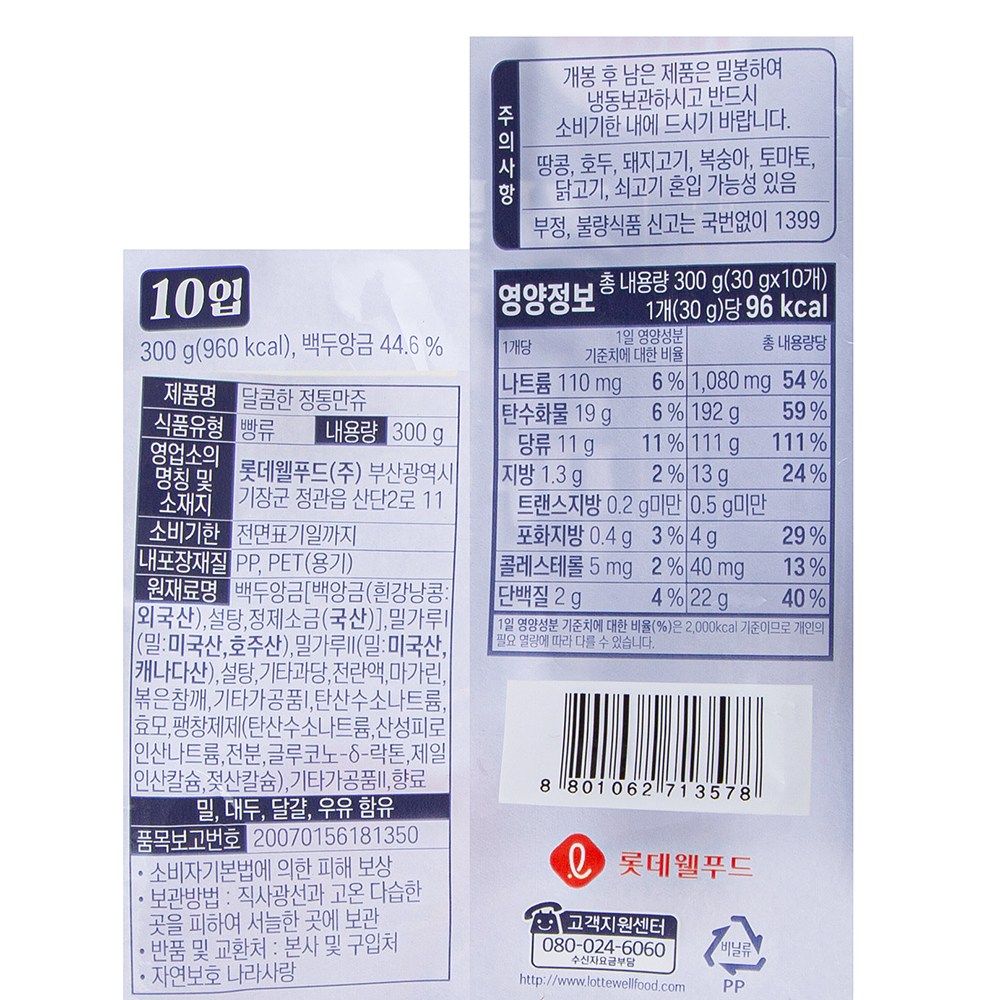 10입
300 g(960 kcal), 백두앙금 44.6 %
제품명 달콤한 정통만쥬
식품유형 빵류 내용량 300 g
영업소의 명칭 및 소재지 롯데웰푸드(주) 부산광역시
기장군 정관읍 산단2로 11
소비기한 전면표기일까지
내포장재질 PP, PET(용기)
원재료명 백두앙금[백앙금(흰강낭콩:
외국산),설탕,정제소금(국산)],밀가루I
(밀:미국산,호주산),밀가루II(밀:미국산,
캐나다산),설탕,기타과당,전란액,마가린,
볶은참깨,기타가공품I,탄산수소나트륨,
효모,팽창제제(탄산수소나트륨,산성피로
인산나트륨,전분,글루코노-δ-락톤,제일
인산칼슘,젖산칼슘),기타가공품II,향료
밀, 대두, 달걀, 우유 함유
품목보고번호 20070156181350
• 소비자기본법에 의한 피해 보상
• 보관방법 : 직사광선과 고온 다습한
곳을 피하여 서늘한 곳에 보관
• 반품 및 교환처 : 본사 및 구입처
• 자연보호 나라사랑
주의사항
개봉 후 남은 제품은 밀봉하여
냉동보관하시고 반드시
소비기한 내에 드시기 바랍니다.
땅콩, 호두, 돼지고기, 복숭아, 토마토,
닭고기, 쇠고기 혼입 가능성 있음
부정, 불량식품 신고는 국번없이 1399
영양정보 총 내용량 300 g(30 gx10개)
1개(30 g)당 96 kcal
1개당 1일 영양성분 기준치에 대한 비율 총 내용량당
나트륨 110 mg 6 % 1,080 mg 54 %
탄수화물 19 g 6 % 192 g 59 %
당류 11 g 11 % 111 g 111 %
지방 1.3 g 2 % 13 g 24 %
트랜스지방 0.2 g미만 0.5 g미만
포화지방 0.4 g 3 % 4 g 29 %
콜레스테롤 5 mg 2 % 40 mg 13 %
단백질 2 g 4 % 22 g 40 %
1일 영양성분 기준치에 대한 비율(%)은 2,000kcal 기준이므로 개인의
필요 열량에 따라 다를 수 있습니다.
8 801062 713578
롯데웰푸드
고객지원센터
080-024-6060
수신자요금부담
http://www.lottewellfood.com
비닐류
PP